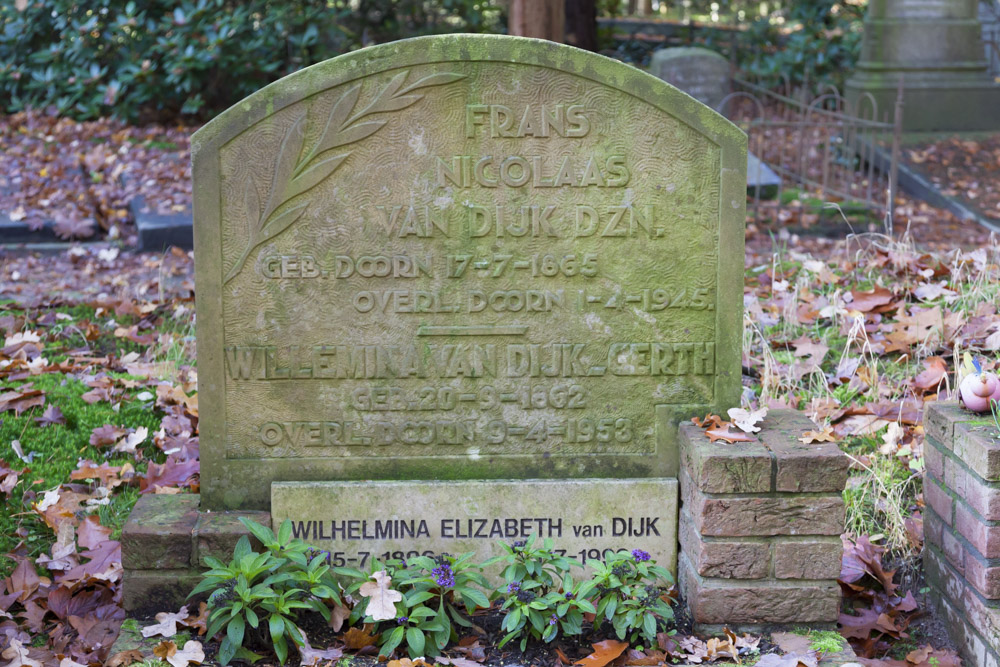 FRANS
NICOLAAS
VAN DIJK DZN.
GEB. DOORN 17-7-1865
OVERL. DOORN 1-4-1945.
WILLEMINA VAN DIJK-GERTH
GEB. 20-9-1862
OVERL. DOORN 9-4-1953
WILHELMINA ELIZABETH van DIJK